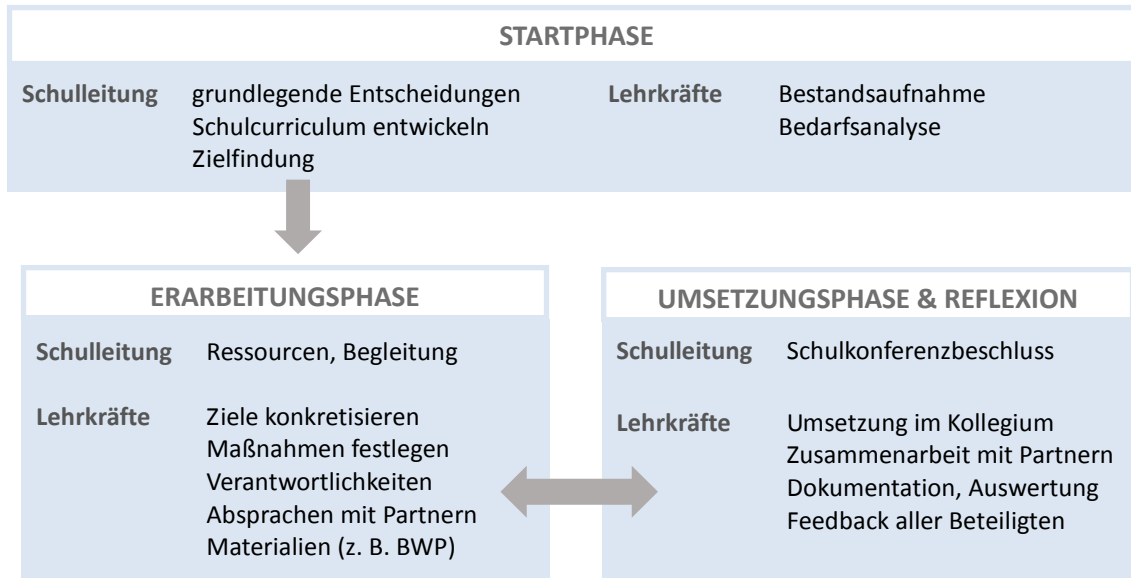 STARTPHASE
Schulleitung grundlegende Entscheidungen
Schulcurriculum entwickeln
Zielfindung
Lehrkräfte Bestandsaufnahme
Bedarfsanalyse
ERARBEITUNGSPHASE
Schulleitung Ressourcen, Begleitung
Lehrkräfte Ziele konkretisieren
Maßnahmen festlegen
Verantwortlichkeiten
Absprachen mit Partnern
Materialien (z. B. BWP)
UMSETZUNGSPHASE & REFLEXION
Schulleitung Schulkonferenzbeschluss
Lehrkräfte Umsetzung im Kollegium
Zusammenarbeit mit Partnern
Dokumentation, Auswertung
Feedback aller Beteiligten